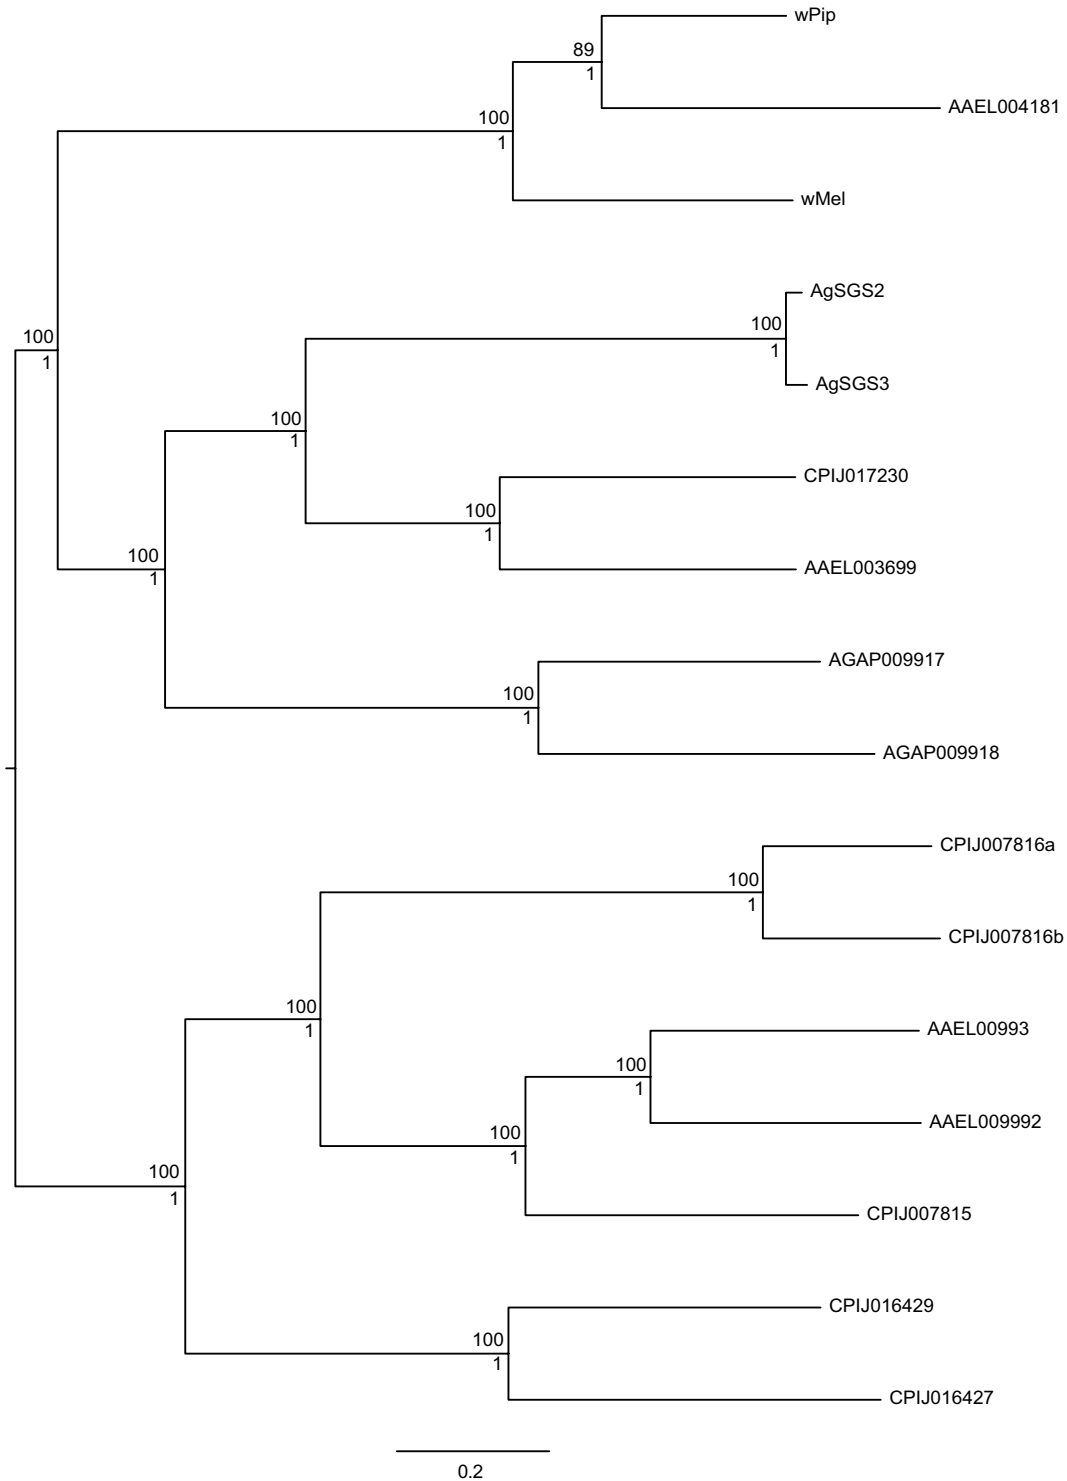 wPip
89
1
AAEL004181
100
1
wMel
AgSGS2
100
1
100
1
AgSGS3
100
1
CPIJ017230
100
1
100
1
AAEL003699
AGAP009917
100
1
AGAP009918
CPIJ007816a
100
1
CPIJ007816b
100
1
AAEL00993
100
1
AAEL009992
100
1
100
1
CPIJ007815
CPIJ016429
100
1
CPIJ016427
0.2